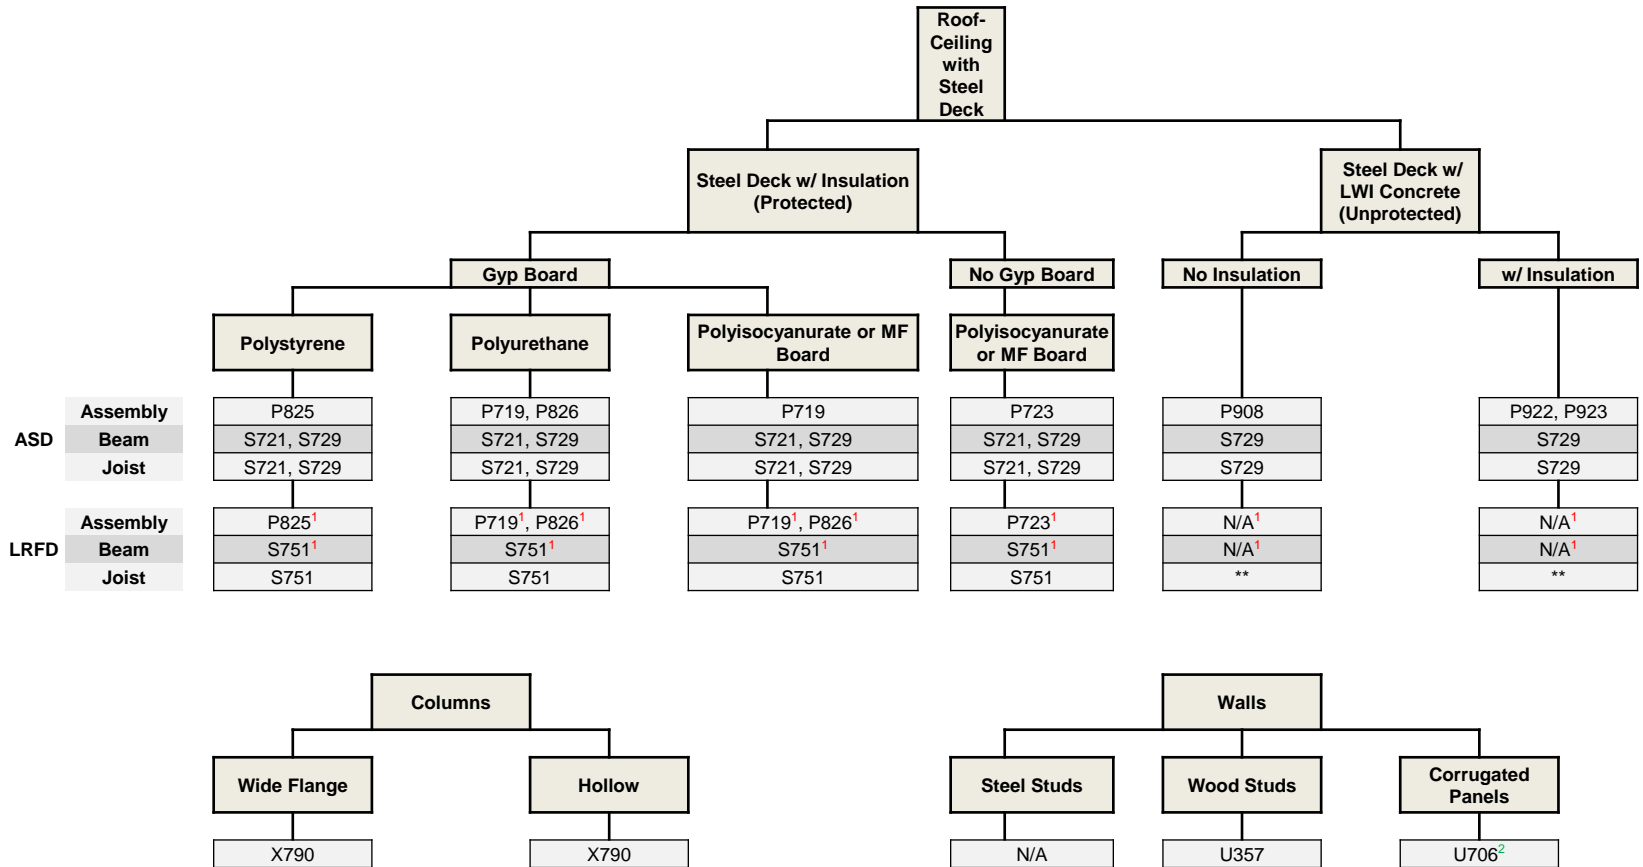 Roof-
Ceiling
with
Steel
Deck
Steel Deck w/ Insulation
(Protected)
Steel Deck w/
LWI Concrete
(Unprotected)
Gyp Board
No Gyp Board
No Insulation
w/ Insulation
Polystyrene
Polyurethane
Polyisocyanurate or MF
Board
Polyisocyanurate
or MF Board
Assembly P825 P719, P826 P719 P723 P908 P922, P923
ASD Beam S721, S729 S721, S729 S721, S729 S721, S729 S729 S729
Joist S721, S729 S721, S729 S721, S729 S721, S729 S729 S729
Assembly P825¹ P719¹, P826¹ P719¹, P826¹ P723¹ N/A¹ N/A¹
LRFD Beam S751¹ S751¹ S751¹ S751¹ N/A¹ N/A¹
Joist S751 S751 S751 S751 ** **
Columns
Walls
Wide Flange
Hollow
Steel Studs
Wood Studs
Corrugated
Panels
X790 X790 N/A U357 U706²